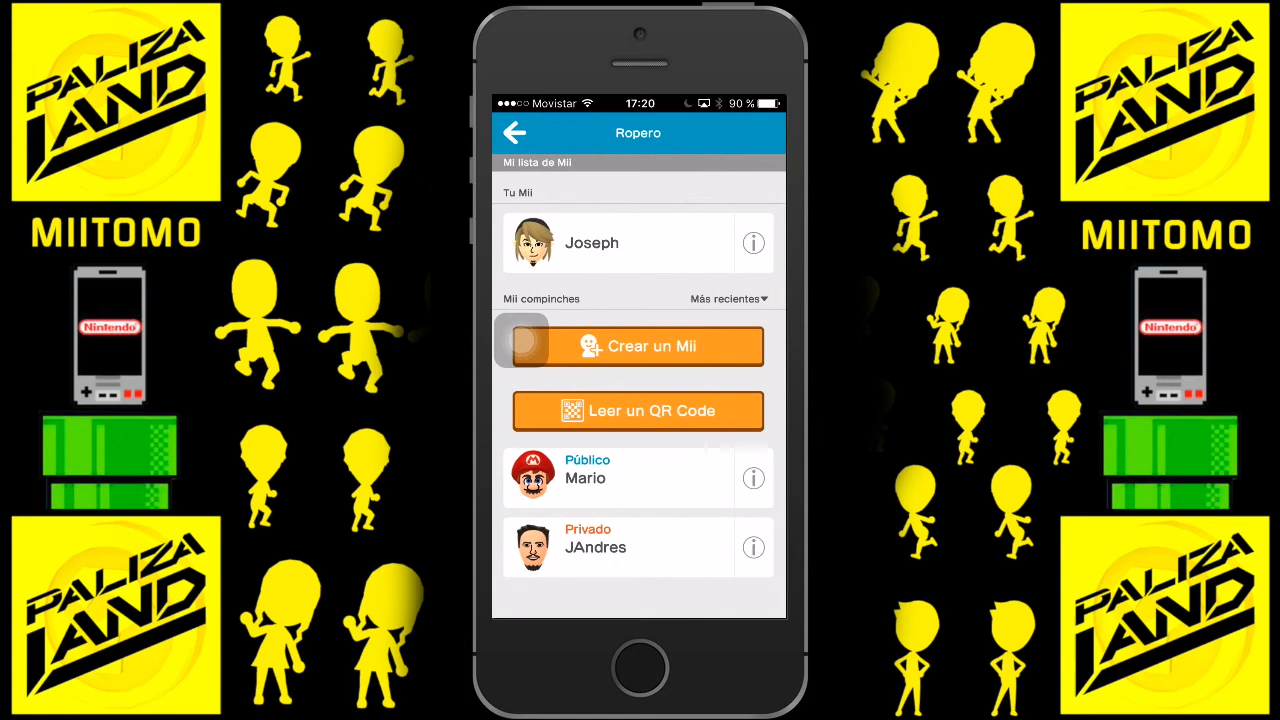 PALIZA
LAND
MIITOMO
Nintendo
PALIZA
LAND
Movistar 17:20 90 %
Ropero
Mi lista de Mii
Tu Mii
Joseph
Mii compinches Más recientes
Crear un Mii
Leer un QR Code
Público
Mario
Privado
JAndres
PALIZA
LAND
MIITOMO
Nintendo
PALIZA
LAND